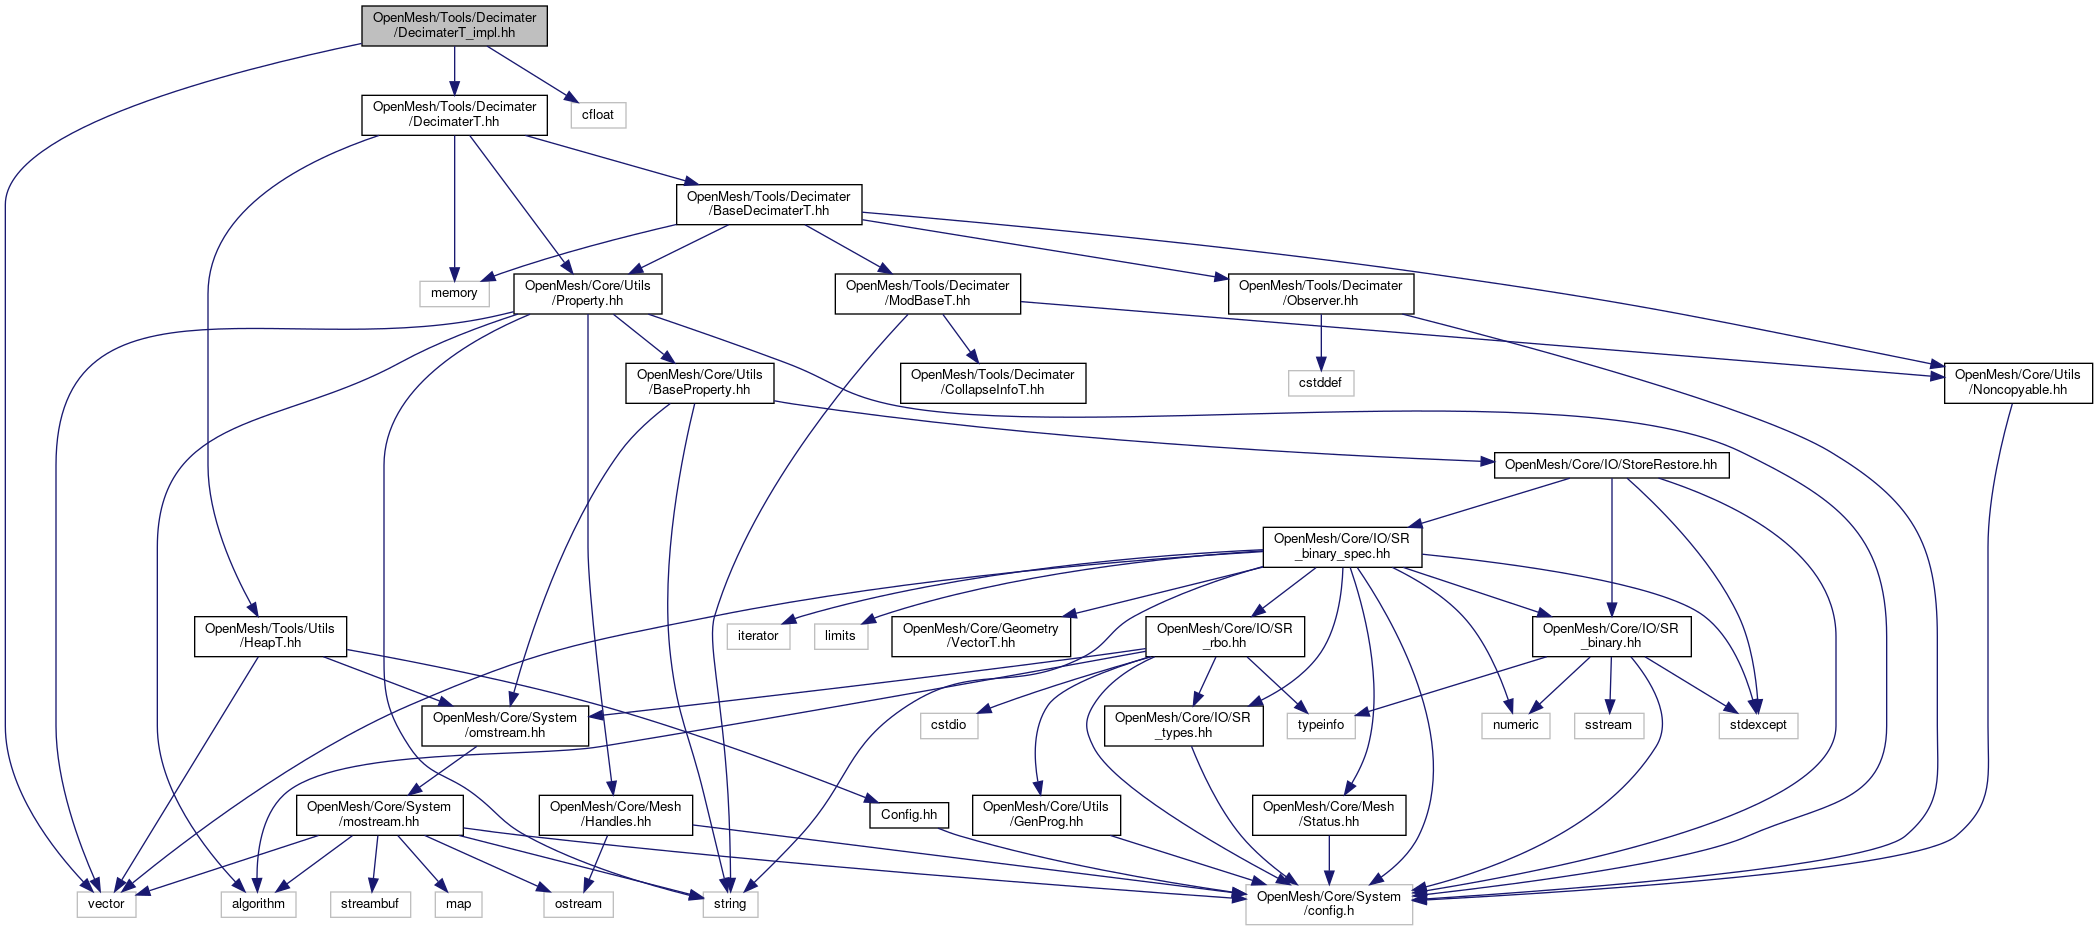 OpenMesh/Tools/Decimater
/DecimaterT_impl.hh
OpenMesh/Tools/Decimater
/DecimaterT.hh
cfloat
OpenMesh/Tools/Decimater
/BaseDecimaterT.hh
memory
OpenMesh/Core/Utils
/Property.hh
OpenMesh/Tools/Decimater
/ModBaseT.hh
OpenMesh/Tools/Decimater
/Observer.hh
OpenMesh/Core/Utils
/BaseProperty.hh
OpenMesh/Tools/Decimater
/CollapseInfoT.hh
cstddef
OpenMesh/Core/Utils
/Noncopyable.hh
OpenMesh/Core/IO/StoreRestore.hh
OpenMesh/Core/IO/SR
_binary_spec.hh
OpenMesh/Tools/Utils
/HeapT.hh
iterator
limits
OpenMesh/Core/Geometry
/VectorT.hh
OpenMesh/Core/IO/SR
_rbo.hh
OpenMesh/Core/IO/SR
_binary.hh
OpenMesh/Core/System
/omstream.hh
cstdio
OpenMesh/Core/IO/SR
_types.hh
typeinfo
numeric
sstream
stdexcept
OpenMesh/Core/System
/mostream.hh
OpenMesh/Core/Mesh
/Handles.hh
Config.hh
OpenMesh/Core/Utils
/GenProg.hh
OpenMesh/Core/Mesh
/Status.hh
vector
algorithm
streambuf
map
ostream
string
OpenMesh/Core/System
/config.h